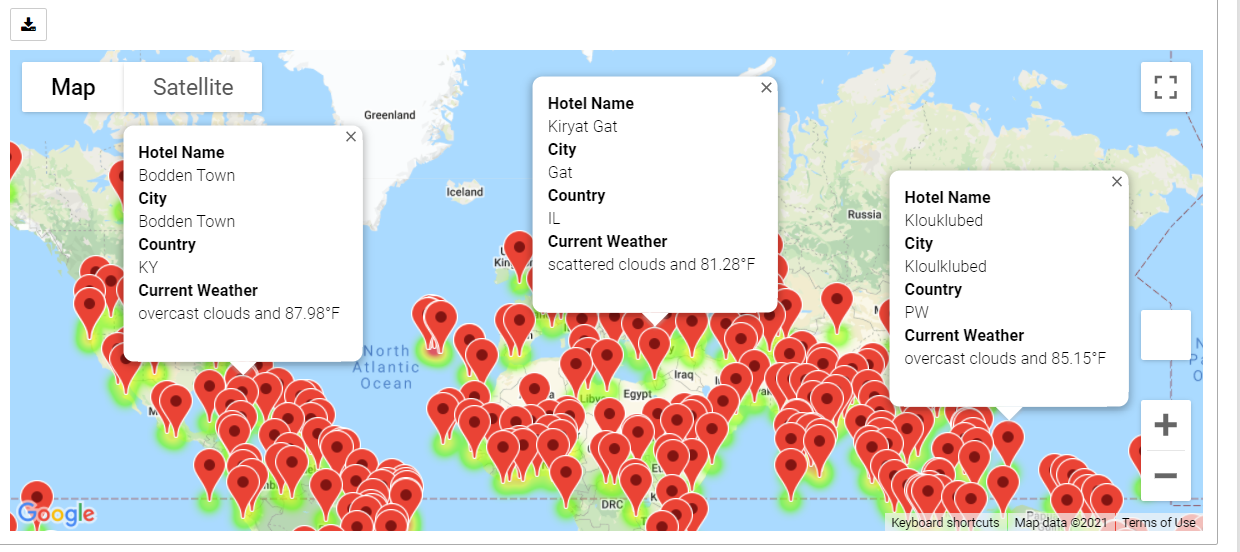 Map
Satellite
Greenland
Iceland
Russia
Hotel Name
Bodden Town
City
Bodden Town
Country
KY
Current Weather
overcast clouds and 87.98°F
Hotel Name
Kiryat Gat
City
Gat
Country
IL
Current Weather
scattered clouds and 81.28°F
Hotel Name
Klouklubed
City
Kloulklubed
Country
PW
Current Weather
overcast clouds and 85.15°F
North
Atlantic
Ocean
Iraq
Egypt
DRC
Google
Keyboard shortcuts
Map data ©2021
Terms of Use